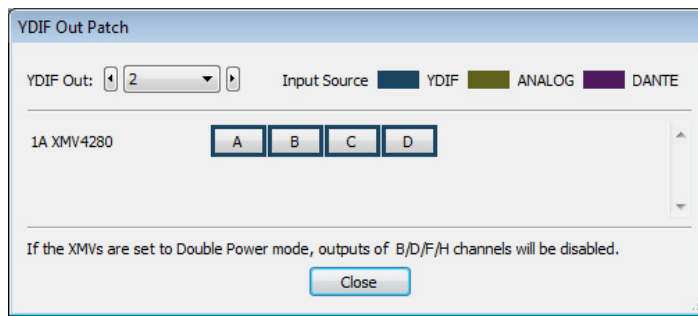 YDIF Out Patch
YDIF Out: 2 Input Source YDIF ANALOG DANTE
1A XMV4280 A B C D
If the XMVs are set to Double Power mode, outputs of B/D/F/H channels will be disabled.
Close